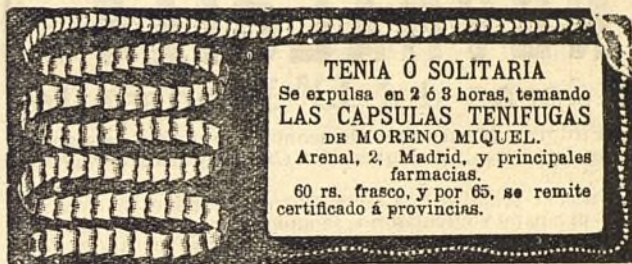 TENIA Ó SOLITARIA
Se expulsa en 2 ó 3 horas, temando
LAS CAPSULAS TENIFUGAS
DE MORENO MIQUEL.
Arenal, 2, Madrid, y principales
farmacias.
60 rs. frasco, y por 65, se remite
certificado á provincias.